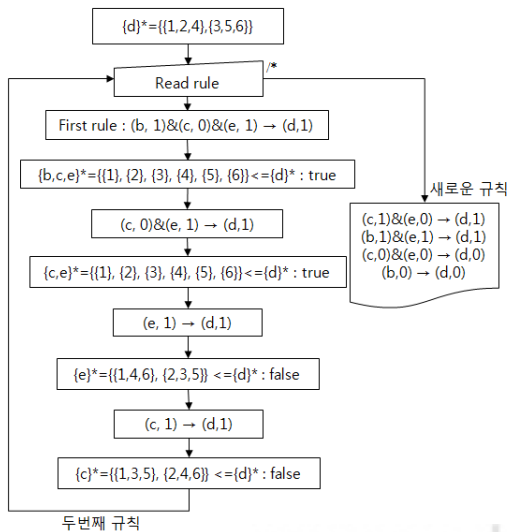 {d}*={{1,2,4},{3,5,6}}
/*
Read rule
First rule : (b, 1)&(c, 0)&(e, 1) → (d,1)
{b,c,e}*={{1}, {2}, {3}, {4}, {5}, {6}}<={d}* : true
새로운 규칙
(c, 0)&(e, 1) → (d,1)
(c,1)&(e,0) → (d,1)
(b,1)&(e,1) → (d,1)
(c,0)&(e,0) → (d,0)
(b,0) → (d,0)
{c,e}*={{1}, {2}, {3}, {4}, {5}, {6}}<={d}* : true
(e, 1) → (d,1)
{e}*={{1,4,6}, {2,3,5}} <={d}* : false
(c, 1) → (d,1)
{c}*={{1,3,5}, {2,4,6}} <={d}* : false
두번째 규칙